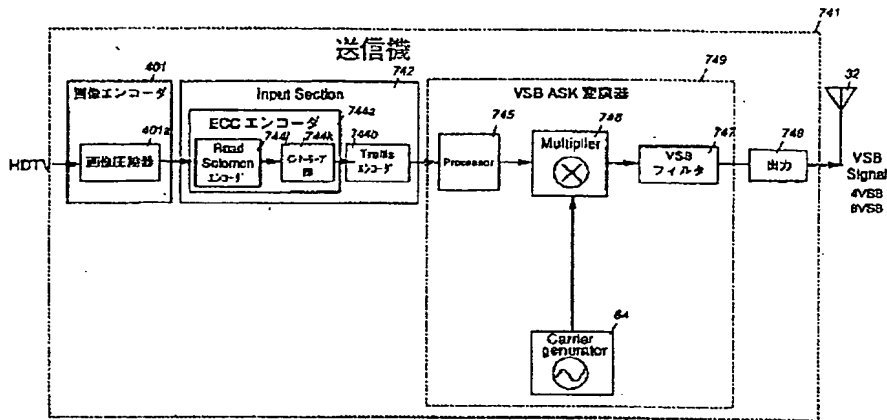 741
送信機
401
画像エンコーダ
401a
画像圧縮器
HDTV
742
Input Section
744a
ECC エンコーダ
744j
Read
Solomon
エンコーダ
744k
インターリーブ
744b
Trellis
エンコーダ
749
VSB ASK 変調器
745
Processor
746
Multiplier
747
VSB
フィルタ
748
出力
32
VSB
Signal
4VSB
8VSB
64
Carrier
generator